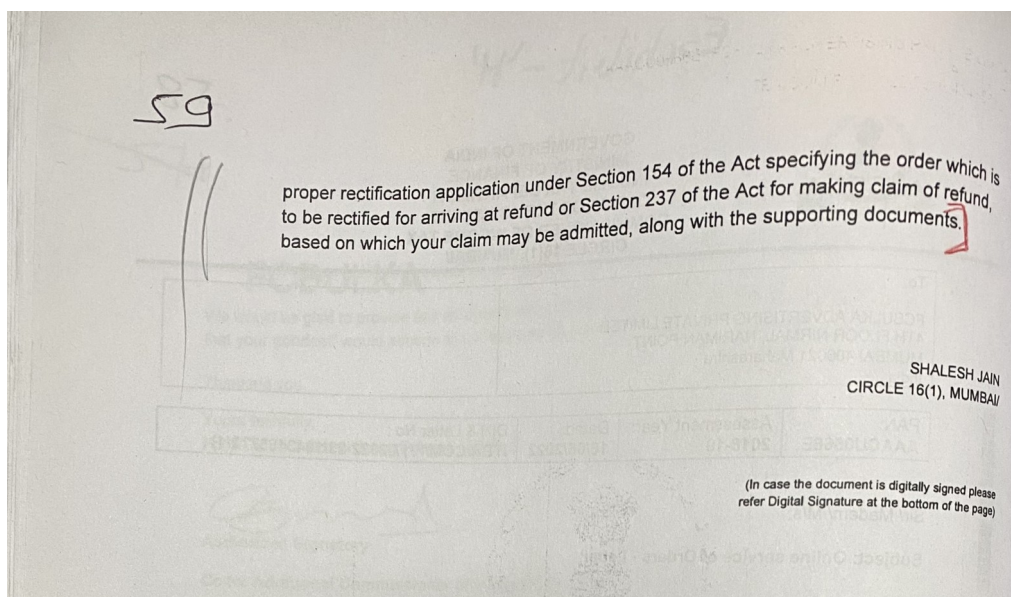 59
proper rectification application under Section 154 of the Act specifying the order which is
to be rectified for arriving at refund or Section 237 of the Act for making claim of refund,
based on which your claim may be admitted, along with the supporting documents.
SHALESH JAIN
CIRCLE 16(1), MUMBAI
(In case the document is digitally signed please
refer Digital Signature at the bottom of the page)